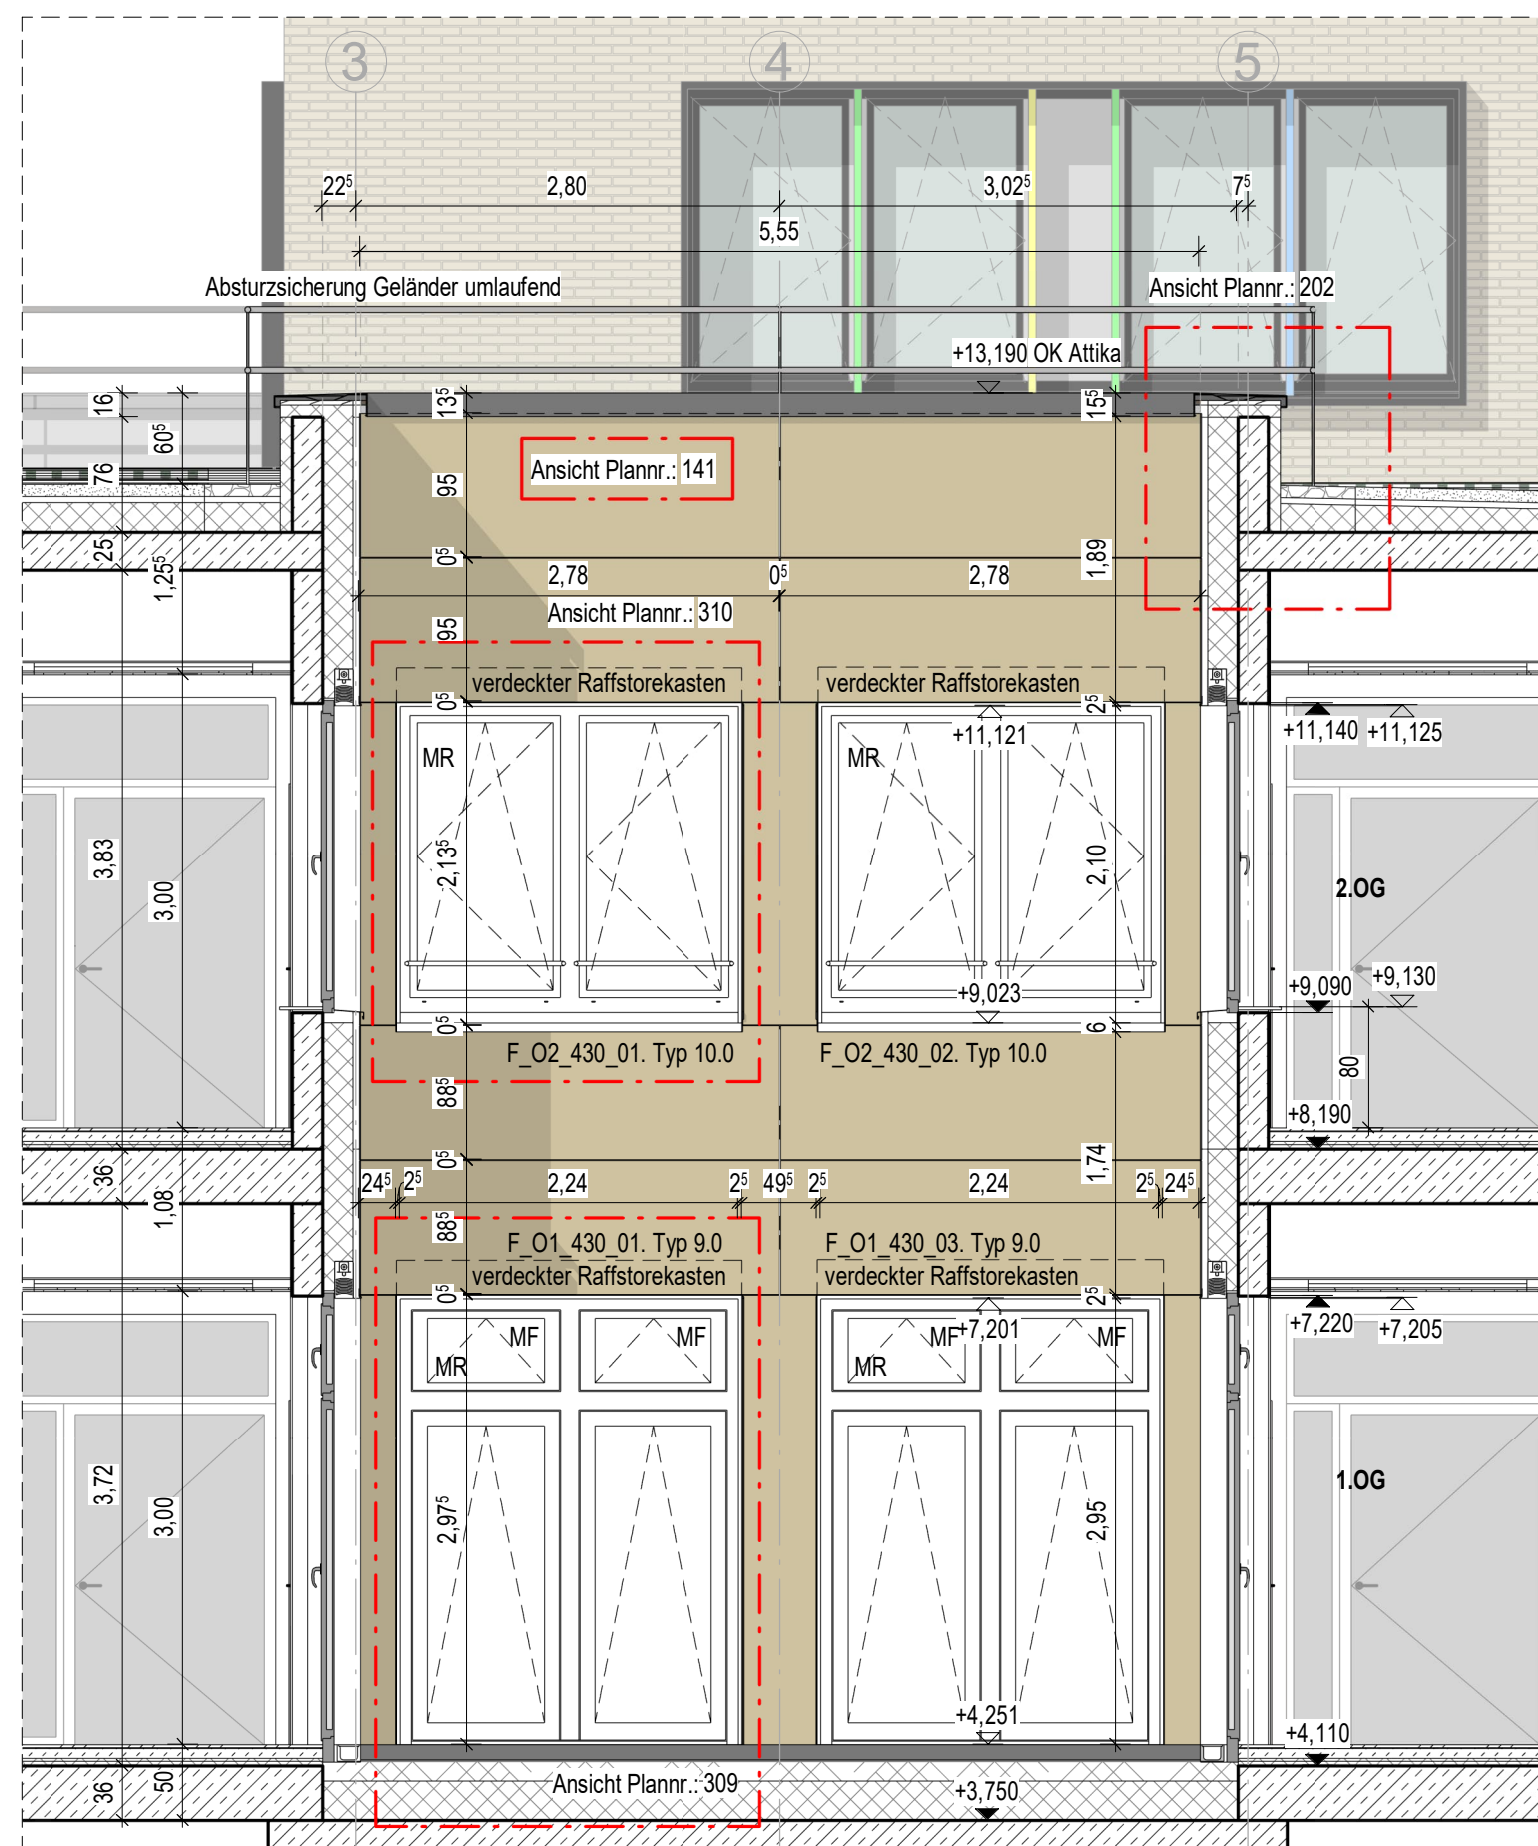 3 4 5
22⁵ 2,80 3,02⁵ 7⁵
5,55
Absturzsicherung Geländer umlaufend
Ansicht Plannr.: 202
+13,190 OK Attika
16 60⁵ 13⁵ 15⁵
Ansicht Plannr.: 141
76 95
25 1,25⁵ 0⁵ 1,89
2,78 0⁵ 2,78
Ansicht Plannr.: 310
95
verdeckter Raffstorekasten verdeckter Raffstorekasten
0⁵ 2⁵
+11,121 +11,140 +11,125
MR MR
3,83 3,00 2,13⁵ 2,10
2.OG
+9,023 +9,090 +9,130
0⁵ 6
F_O2_430_01. Typ 10.0 F_O2_430_02. Typ 10.0
80
88⁵ +8,190
36 1,08 0⁵ 1,74
24⁵ 2⁵ 2,24 2⁵ 49⁵ 2⁵ 2,24 2⁵ 24⁵
88⁵
F_O1_430_01. Typ 9.0 F_O1_430_03. Typ 9.0
verdeckter Raffstorekasten verdeckter Raffstorekasten
0⁵ 2⁵
+7,201 +7,220 +7,205
MF MF MF MF
MR MR
3,72 3,00 2,97⁵ 2,95
1.OG
+4,251 +4,110
36 50
Ansicht Plannr.: 309
+3,750